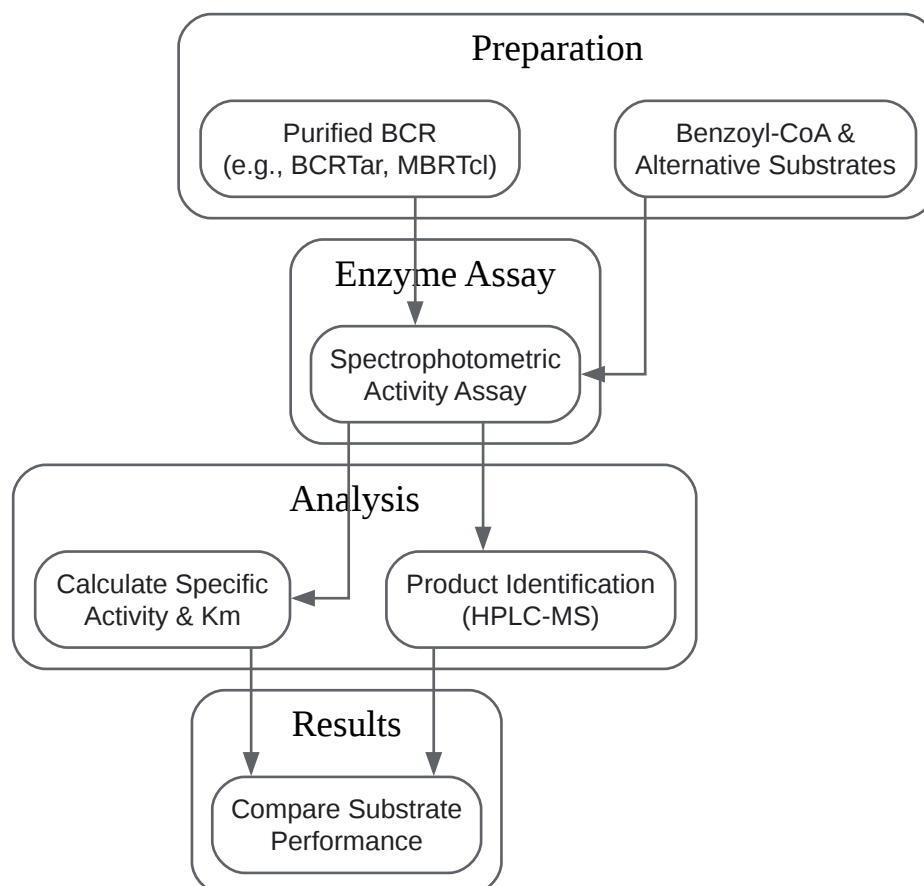 Preparation
Purified BCR
(e.g., BCRTar, MBRTcl)
Benzoyl-CoA &
Alternative Substrates
Enzyme Assay
Spectrophotometric
Activity Assay
Analysis
Calculate Specific
Activity & Km
Product Identification
(HPLC-MS)
Results
Compare Substrate
Performance